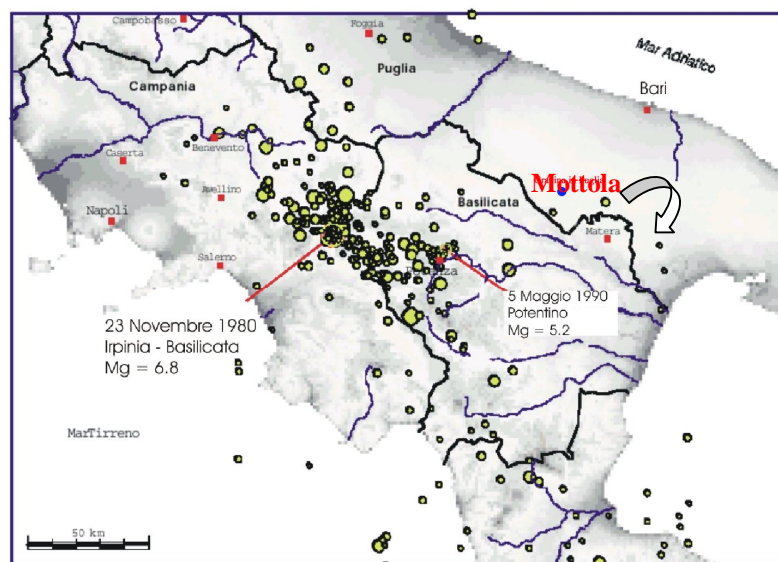 Campobasso
Foggia
Mar Adriatico
Puglia
Campania
Bari
Benevento
Caserta
Mottola
Avellino
Basilicata
Napoli
Matera
Salerno
5 Maggio 1990
Potentino
Mg = 5.2
23 Novembre 1980
Irpinia - Basilicata
Mg = 6.8
MarTirreno
50 km